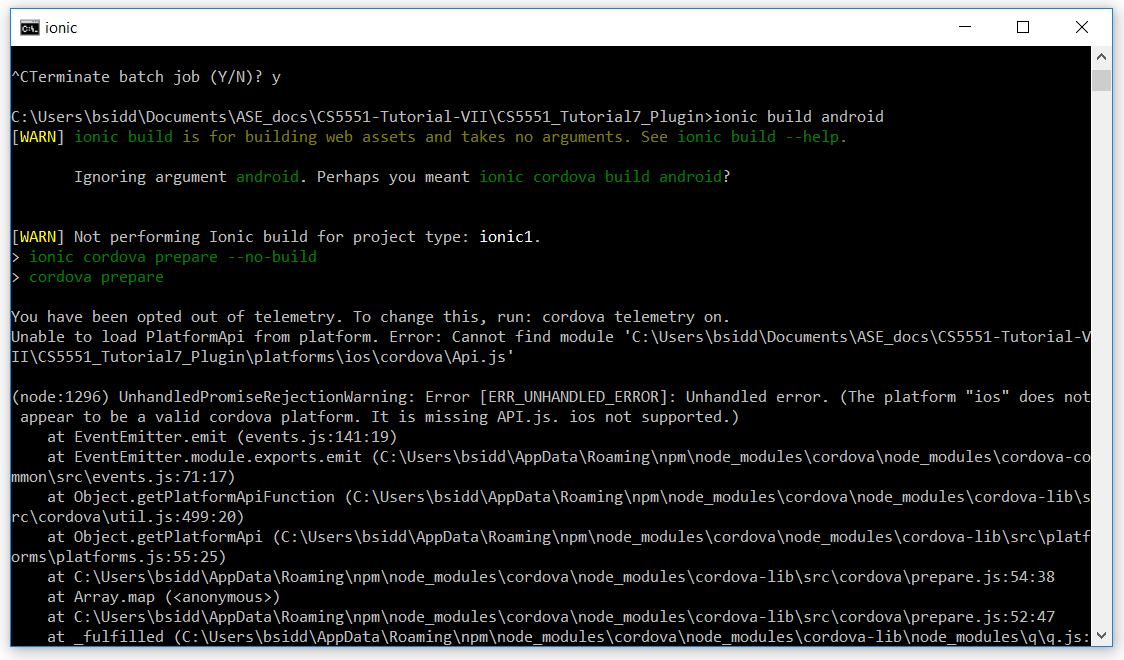 ionic
^CTerminate batch job (Y/N)? y
C:\Users\bsidd\Documents\ASE_docs\CS5551-Tutorial-VII\CS5551_Tutorial7_Plugin>ionic build android
[WARN] ionic build is for building web assets and takes no arguments. See ionic build --help.
Ignoring argument android. Perhaps you meant ionic cordova build android?
[WARN] Not performing Ionic build for project type: ionic1.
> ionic cordova prepare --no-build
> cordova prepare
You have been opted out of telemetry. To change this, run: cordova telemetry on.
Unable to load PlatformApi from platform. Error: Cannot find module 'C:\Users\bsidd\Documents\ASE_docs\CS5551-Tutorial-V
II\CS5551_Tutorial7_Plugin\platforms\ios\cordova\Api.js'
(node:1296) UnhandledPromiseRejectionWarning: Error [ERR_UNHANDLED_ERROR]: Unhandled error. (The platform "ios" does not
appear to be a valid cordova platform. It is missing API.js. ios not supported.)
at EventEmitter.emit (events.js:141:19)
at EventEmitter.module.exports.emit (C:\Users\bsidd\AppData\Roaming\npm\node_modules\cordova\node_modules\cordova-co
mmon\src\events.js:71:17)
at Object.getPlatformApiFunction (C:\Users\bsidd\AppData\Roaming\npm\node_modules\cordova\node_modules\cordova-lib\s
rc\cordova\util.js:499:20)
at Object.getPlatformApi (C:\Users\bsidd\AppData\Roaming\npm\node_modules\cordova\node_modules\cordova-lib\src\platf
orms\platforms.js:55:25)
at C:\Users\bsidd\AppData\Roaming\npm\node_modules\cordova\node_modules\cordova-lib\src\cordova\prepare.js:54:38
at Array.map (<anonymous>)
at C:\Users\bsidd\AppData\Roaming\npm\node_modules\cordova\node_modules\cordova-lib\src\cordova\prepare.js:52:47
at _fulfilled (C:\Users\bsidd\AppData\Roaming\npm\node_modules\cordova\node_modules\cordova-lib\node_modules\q\q.js: